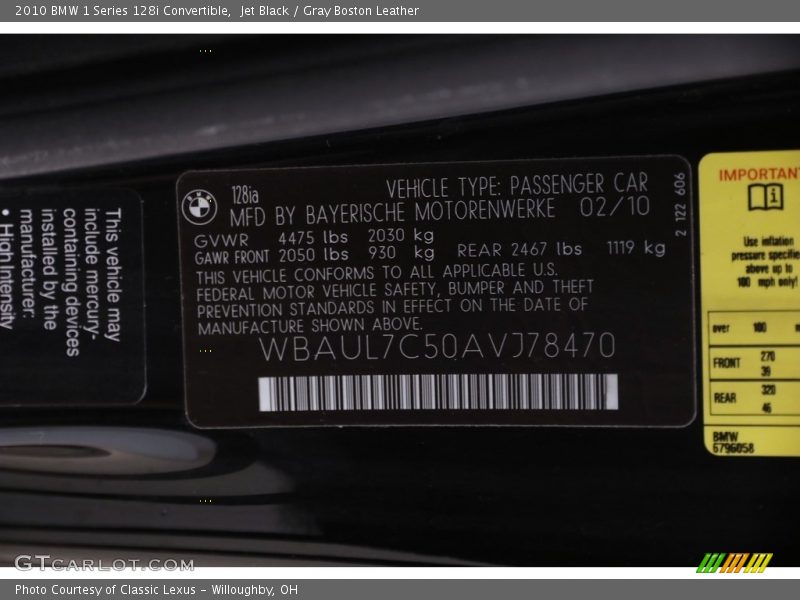 2010 BMW 1 Series 128i Convertible,  Jet Black / Gray Boston Leather
This vehicle may
include mercury-
containing devices
installed by the
manufacturer:
• High Intensity
128ia
VEHICLE TYPE: PASSENGER CAR
MFD BY BAYERISCHE MOTORENWERKE 02/10
GVWR 4475 lbs 2030 kg
GAWR FRONT 2050 lbs 930 kg REAR 2467 lbs 1119 kg
THIS VEHICLE CONFORMS TO ALL APPLICABLE U.S.
FEDERAL MOTOR VEHICLE SAFETY, BUMPER AND THEFT
PREVENTION STANDARDS IN EFFECT ON THE DATE OF
MANUFACTURE SHOWN ABOVE.
WBAUL7C50AVJ78470
2 122 606
IMPORTANT
Use inflation
pressure specifie
above up to
100 mph only!
over 100 m
FRONT 270
39
REAR 320
46
BMW
6796058
GTCARLOT.COM
Photo Courtesy of Classic Lexus - Willoughby, OH